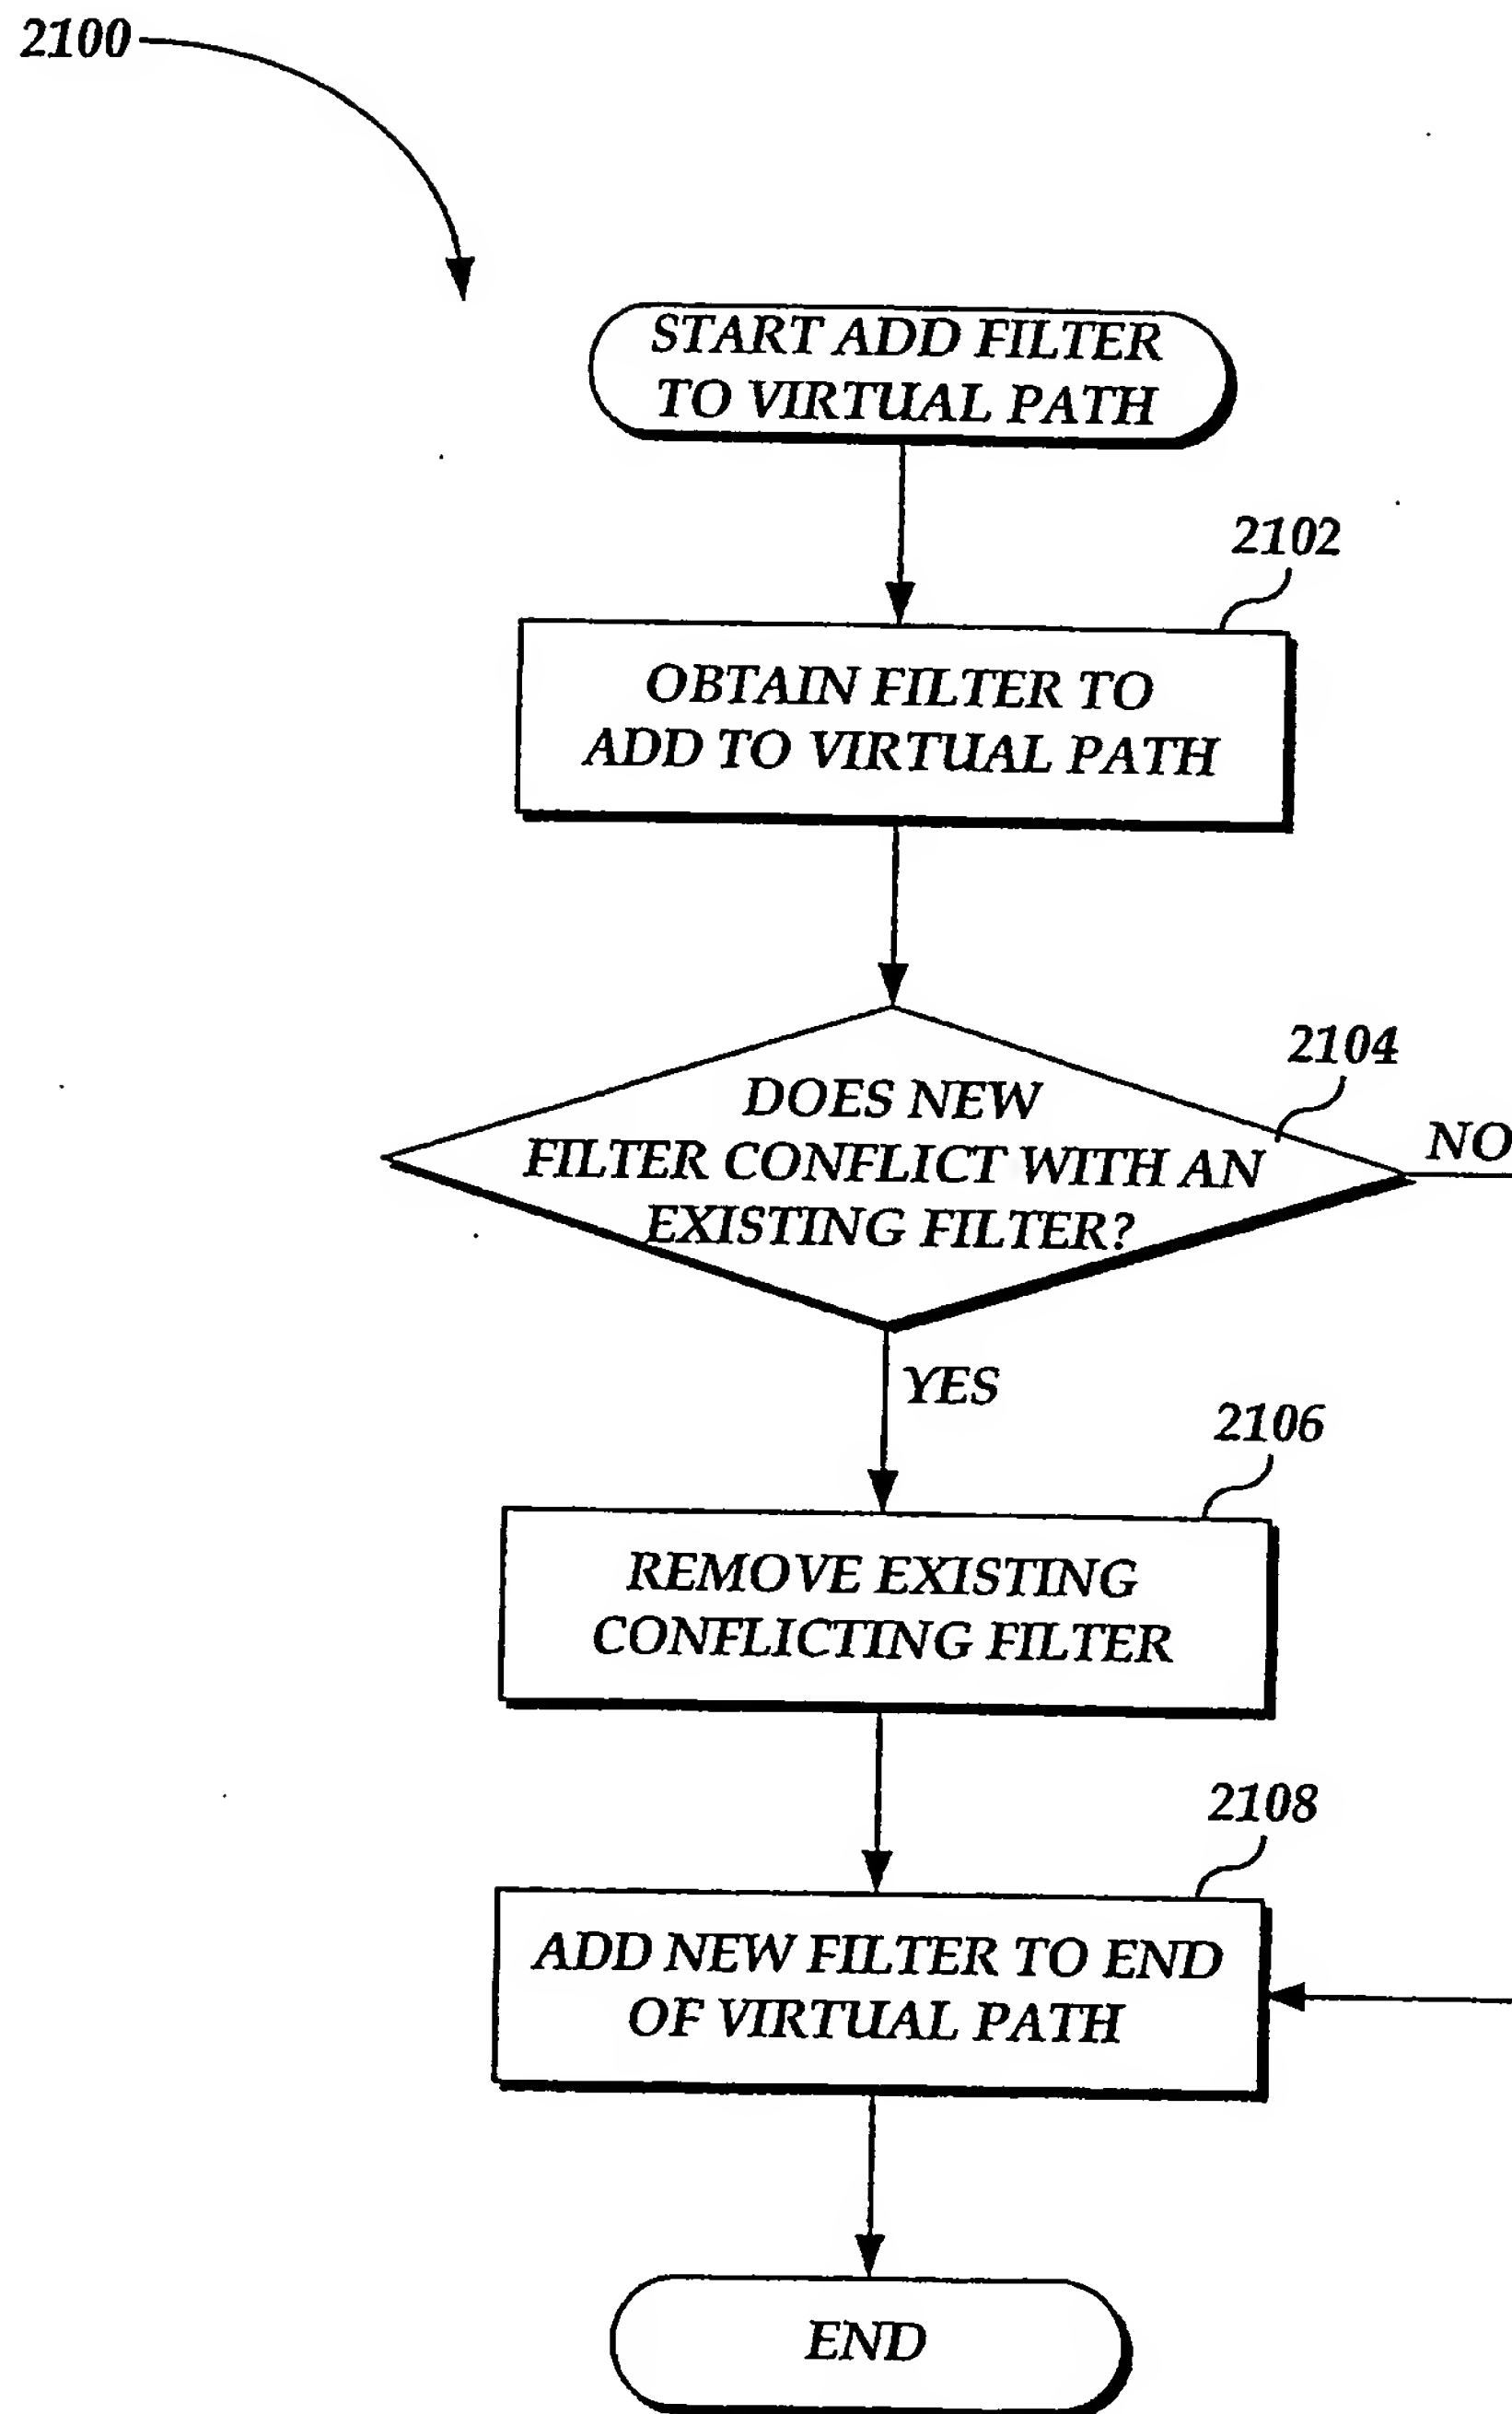 2100
START ADD FILTER
TO VIRTUAL PATH
2102
OBTAIN FILTER TO
ADD TO VIRTUAL PATH
2104
DOES NEW
FILTER CONFLICT WITH AN
EXISTING FILTER?
NO
YES
2106
REMOVE EXISTING
CONFLICTING FILTER
2108
ADD NEW FILTER TO END
OF VIRTUAL PATH
END